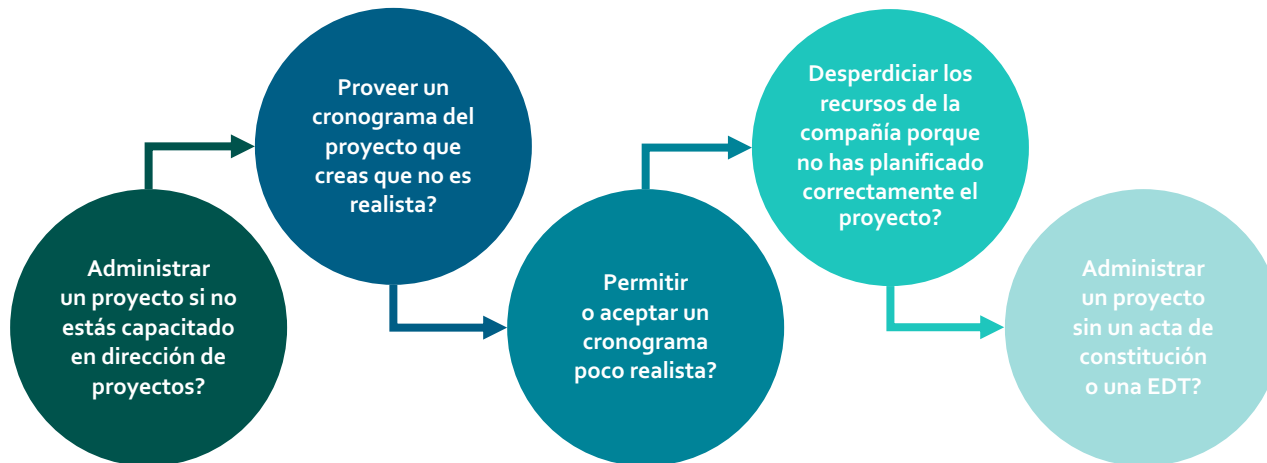 Administrar
un proyecto si no
estás capacitado
en dirección de
proyectos?
Proveer un
cronograma del
proyecto que
creas que no es
realista?
Permitir
o aceptar un
cronograma
poco realista?
Desperdiciar los
recursos de la
compañía porque
no has planificado
correctamente el
proyecto?
Administrar
un proyecto
sin un acta de
constitución
o una EDT?